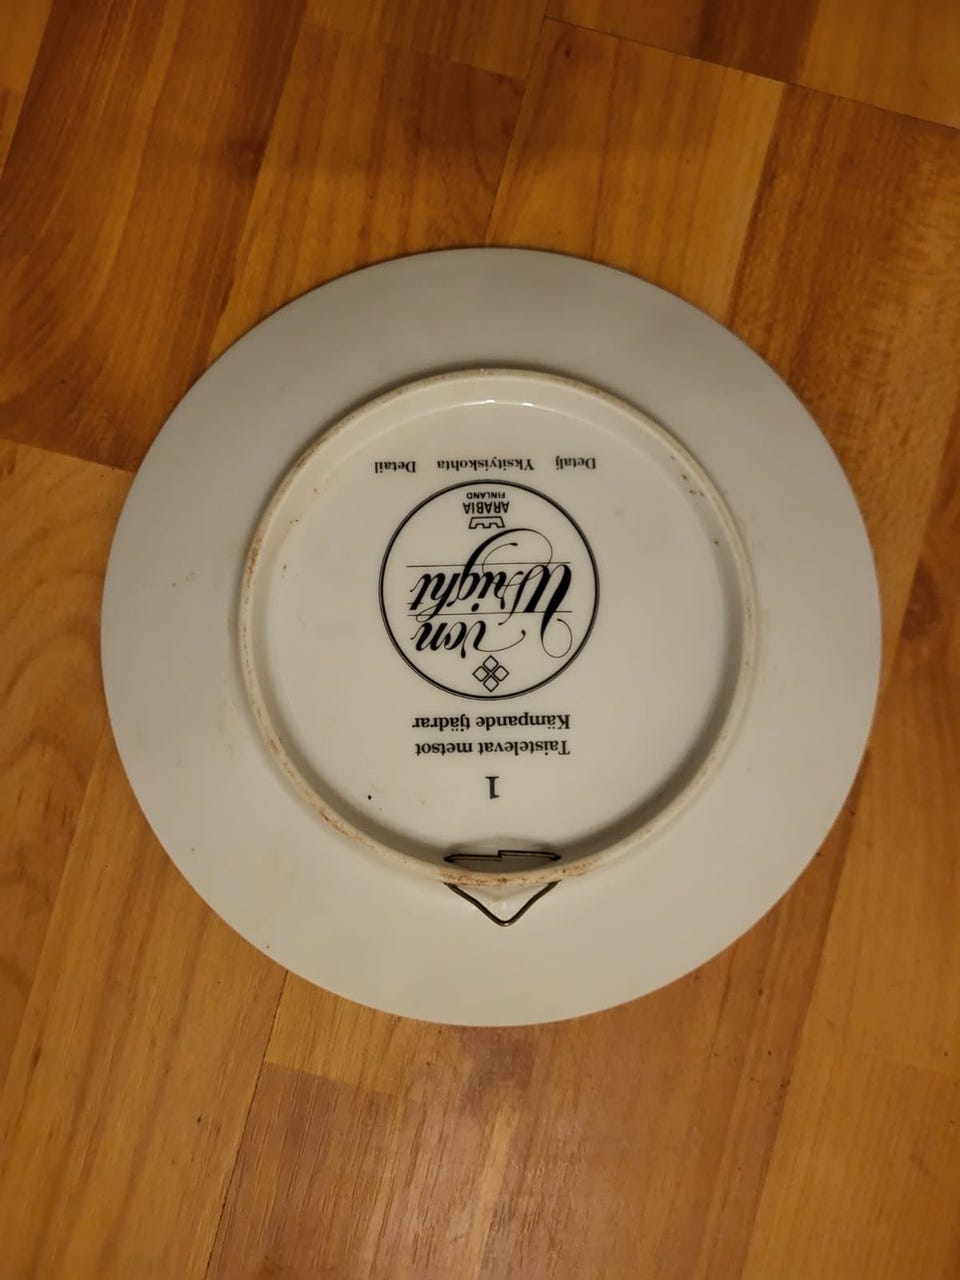 1
Taistelevat metsot
Kämpande tjädrar
von
Wright
ARABIA
FINLAND
Detalj Yksityiskohta Detail